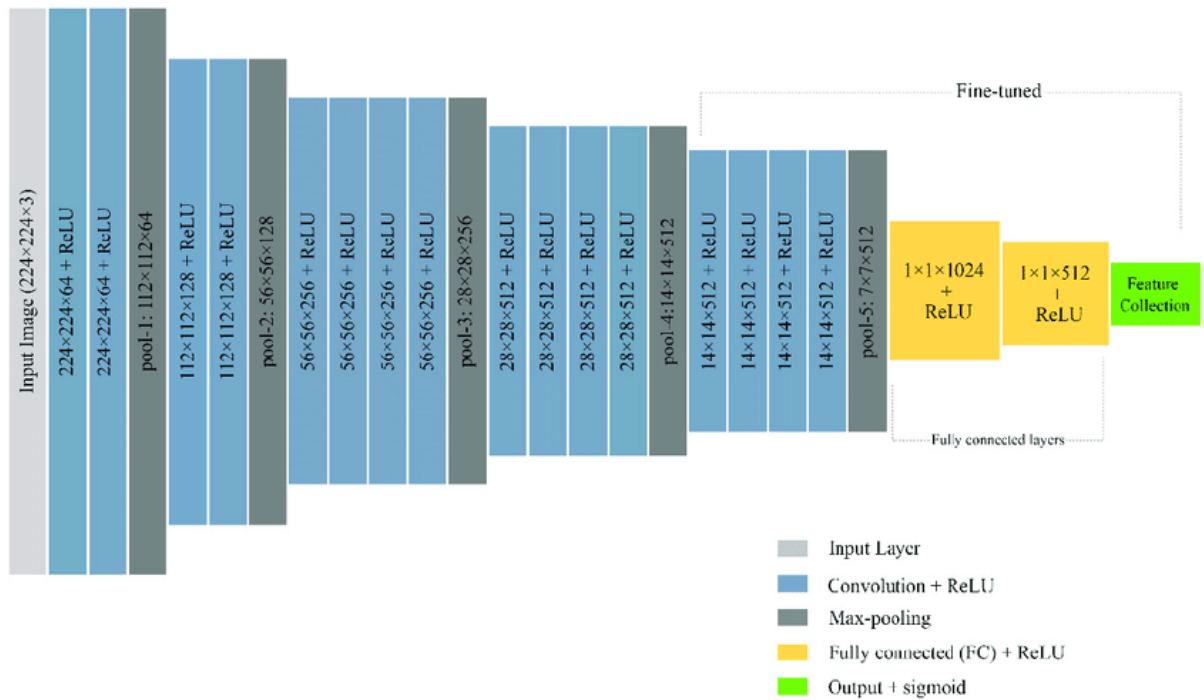 Input Image (224×224×3)
224×224×64 + ReLU
224×224×64 + ReLU
pool-1: 112×112×64
112×112×128 + ReLU
112×112×128 + ReLU
pool-2: 56×56×128
56×56×256 + ReLU
56×56×256 + ReLU
56×56×256 + ReLU
56×56×256 + ReLU
pool-3: 28×28×256
28×28×512 + ReLU
28×28×512 + ReLU
28×28×512 + ReLU
28×28×512 + ReLU
pool-4:14×14×512
14×14×512 + ReLU
14×14×512 + ReLU
14×14×512 + ReLU
14×14×512 + ReLU
pool-5: 7×7×512
Fine-tuned
1×1×1024
+
ReLU
1×1×512
+
ReLU
Feature
Collection
Fully connected layers
Input Layer
Convolution + ReLU
Max-pooling
Fully connected (FC) + ReLU
Output + sigmoid